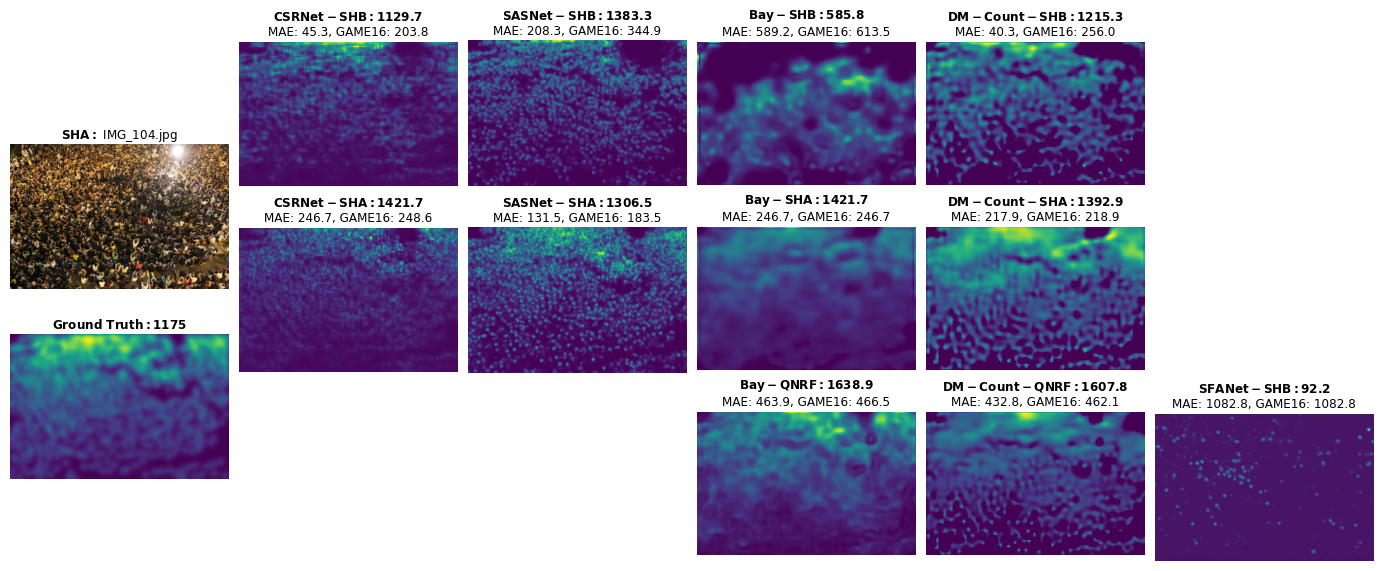 SHA: IMG_104.jpg
Ground Truth: 1175
CSRNet-SHB: 1129.7
MAE: 45.3, GAME16: 203.8
SASNet-SHB: 1383.3
MAE: 208.3, GAME16: 344.9
Bay-SHB: 585.8
MAE: 589.2, GAME16: 613.5
DM-Count-SHB: 1215.3
MAE: 40.3, GAME16: 256.0
CSRNet-SHA: 1421.7
MAE: 246.7, GAME16: 248.6
SASNet-SHA: 1306.5
MAE: 131.5, GAME16: 183.5
Bay-SHA: 1421.7
MAE: 246.7, GAME16: 246.7
DM-Count-SHA: 1392.9
MAE: 217.9, GAME16: 218.9
Bay-QNRF: 1638.9
MAE: 463.9, GAME16: 466.5
DM-Count-QNRF: 1607.8
MAE: 432.8, GAME16: 462.1
SFANet-SHB: 92.2
MAE: 1082.8, GAME16: 1082.8